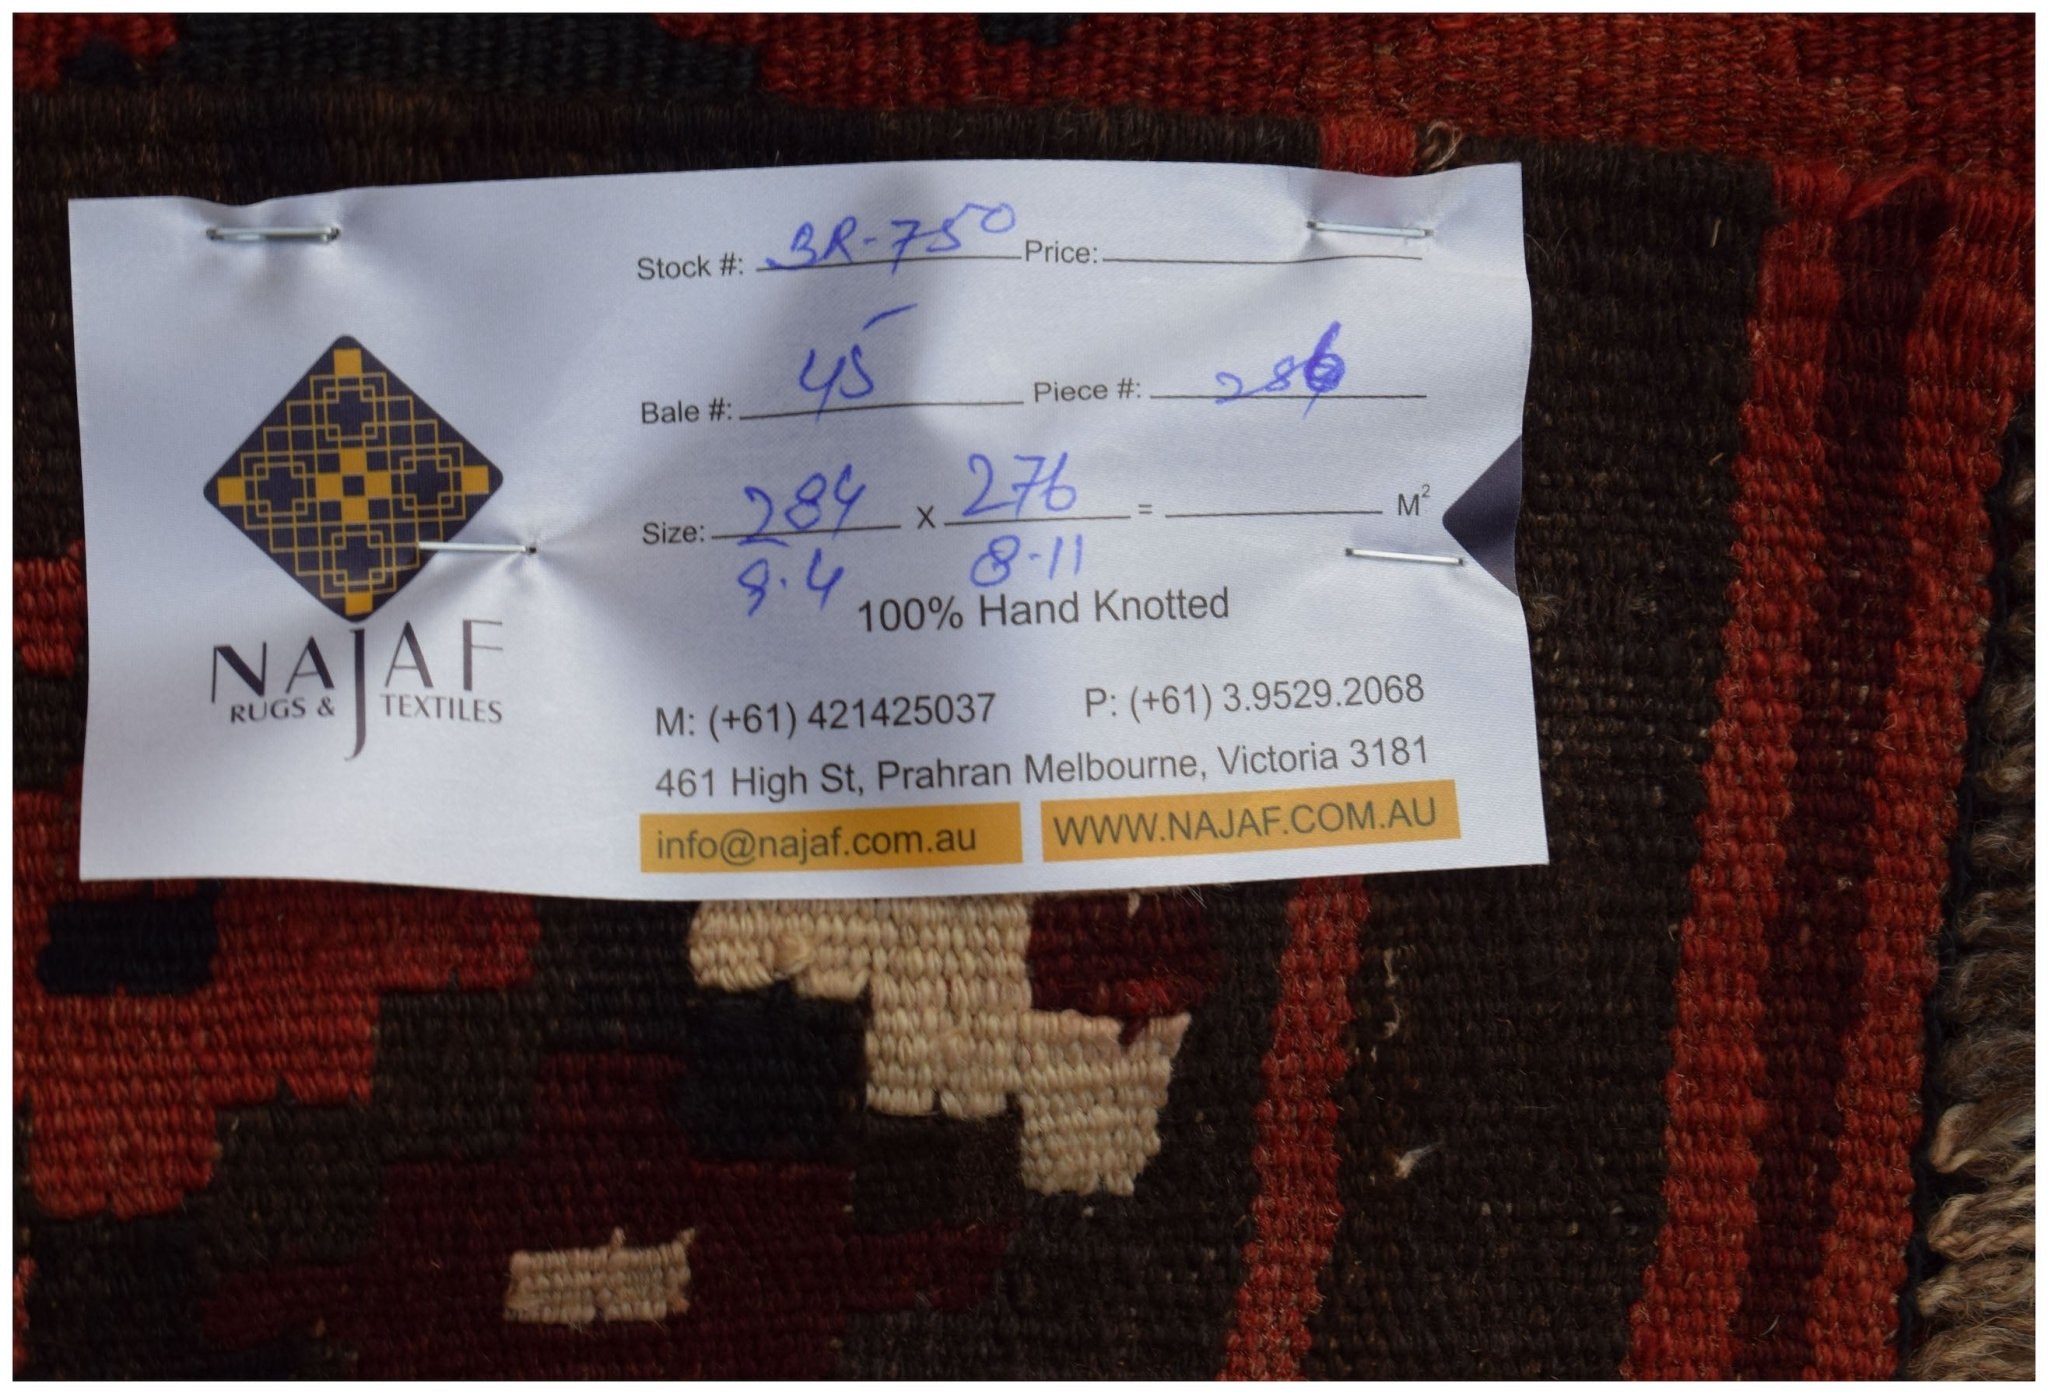 Stock #: BR-750 Price:
Bale #: 45 Piece #: 286
Size: 284 x 276 = M²
9.4 8-11
100% Hand Knotted
NAJAF
RUGS & TEXTILES
M: (+61) 421425037 P: (+61) 3.9529.2068
461 High St, Prahran Melbourne, Victoria 3181
info@najaf.com.au WWW.NAJAF.COM.AU